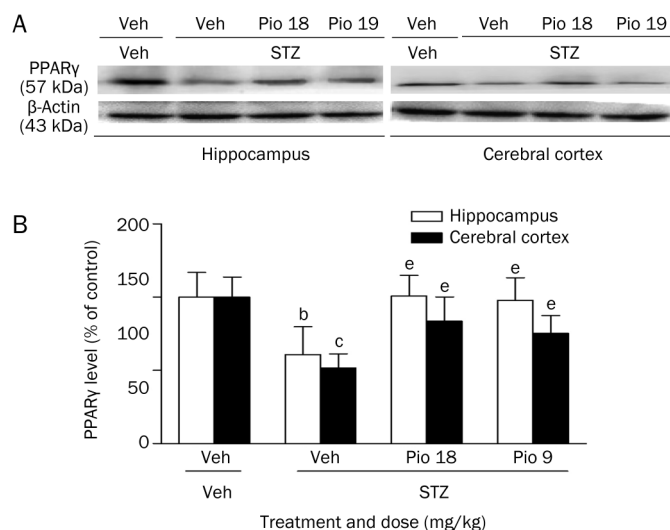 A
Veh Veh Pio 18 Pio 19 Veh Veh Pio 18 Pio 19
Veh STZ Veh STZ
PPARγ
(57 kDa)
β-Actin
(43 kDa)
Hippocampus Cerebral cortex
B
PPARγ level (% of control)
200
150
100
50
0
Hippocampus
Cerebral cortex
b c e e e e
Veh Veh Pio 18 Pio 9
Veh STZ
Treatment and dose (mg/kg)